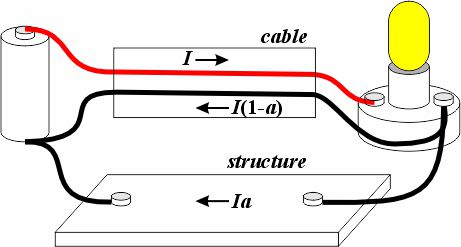 cable
I →
← I(1-a)
structure
← Ia